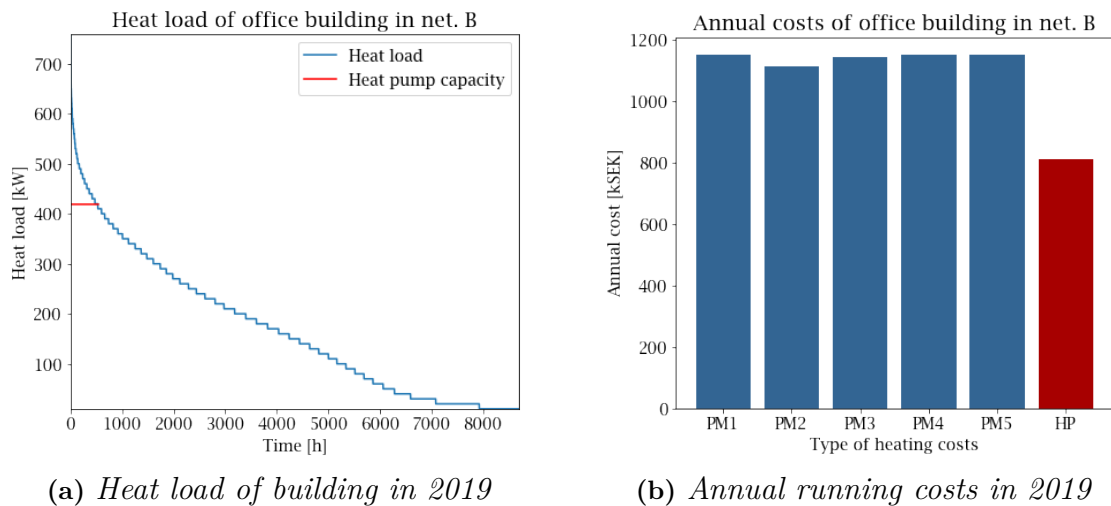 Heat load of office building in net. B
Heat load [kW]
700
600
500
400
300
200
100
Heat load
Heat pump capacity
0 1000 2000 3000 4000 5000 6000 7000 8000
Time [h]
(a) Heat load of building in 2019
Annual costs of office building in net. B
Annual cost [kSEK]
1200
1000
800
600
400
200
0
PM1 PM2 PM3 PM4 PM5 HP
Type of heating costs
(b) Annual running costs in 2019